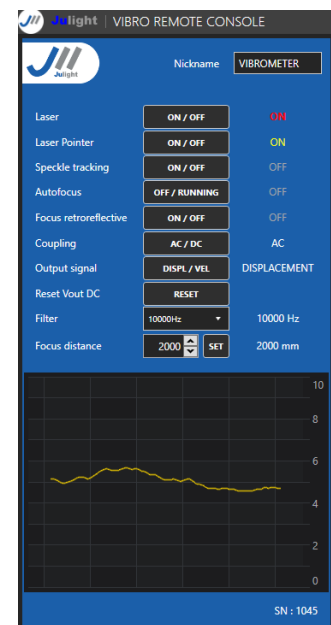 Julight | VIBRO REMOTE CONSOLE
Julight Nickname VIBROMETER
Laser ON / OFF ON
Laser Pointer ON / OFF ON
Speckle tracking ON / OFF OFF
Autofocus OFF / RUNNING OFF
Focus retroreflective ON / OFF OFF
Coupling AC / DC AC
Output signal DISPL / VEL DISPLACEMENT
Reset Vout DC RESET
Filter 10000Hz 10000 Hz
Focus distance 2000 SET 2000 mm
10
8
6
4
2
0
SN : 1045